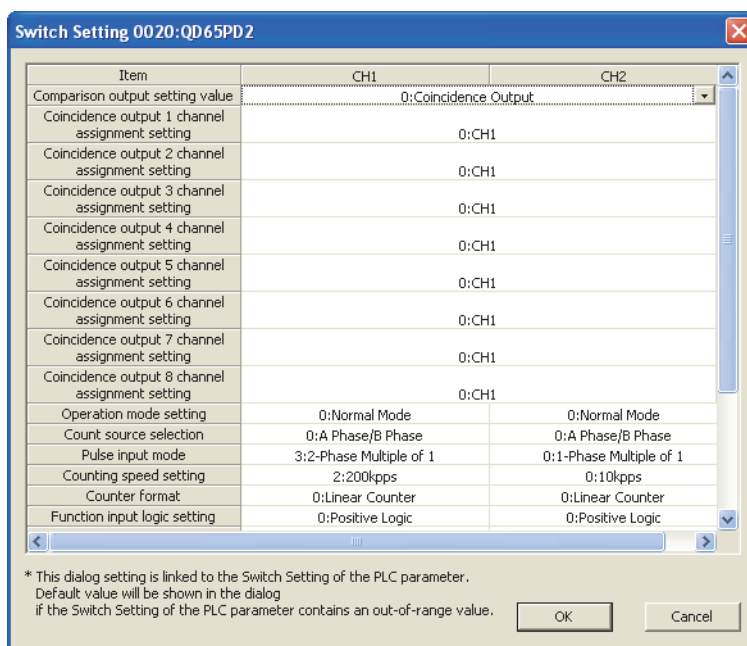 Switch Setting 0020:QD65PD2
Item CH1 CH2
Comparison output setting value 0:Coincidence Output
Coincidence output 1 channel
assignment setting 0:CH1
Coincidence output 2 channel
assignment setting 0:CH1
Coincidence output 3 channel
assignment setting 0:CH1
Coincidence output 4 channel
assignment setting 0:CH1
Coincidence output 5 channel
assignment setting 0:CH1
Coincidence output 6 channel
assignment setting 0:CH1
Coincidence output 7 channel
assignment setting 0:CH1
Coincidence output 8 channel
assignment setting 0:CH1
Operation mode setting 0:Normal Mode 0:Normal Mode
Count source selection 0:A Phase/B Phase 0:A Phase/B Phase
Pulse input mode 3:2-Phase Multiple of 1 0:1-Phase Multiple of 1
Counting speed setting 2:200kpps 0:10kpps
Counter format 0:Linear Counter 0:Linear Counter
Function input logic setting 0:Positive Logic 0:Positive Logic
* This dialog setting is linked to the Switch Setting of the PLC parameter.
Default value will be shown in the dialog
if the Switch Setting of the PLC parameter contains an out-of-range value.
OK Cancel